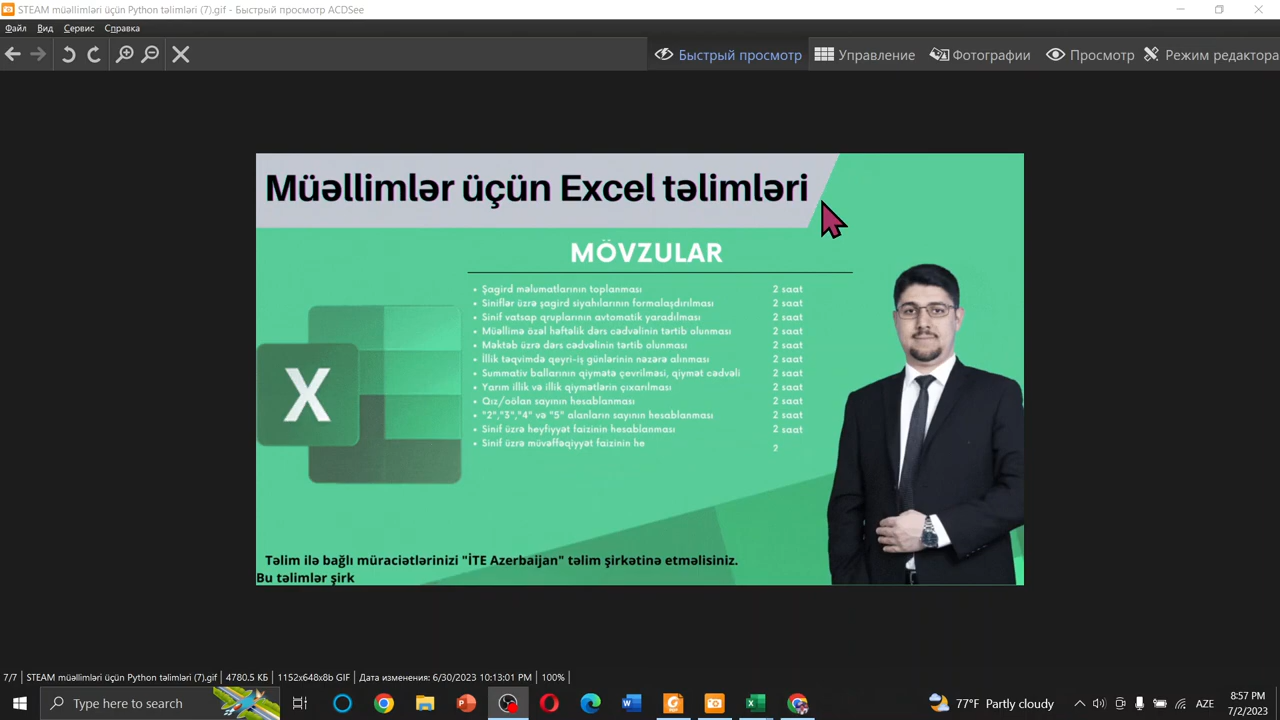 STEAM müəllimləri üçün Python təlimləri (7).gif - Быстрый просмотр ACDSee
Файл Вид Сервис Справка
Быстрый просмотр Управление Фотографии Просмотр Режим редактора
Müəllimlər üçün Excel təlimləri
MÖVZULAR
• Şagird məlumatlarının toplanması 2 saat
• Siniflər üzrə şagird siyahılarının formalaşdırılması 2 saat
• Sinif vatsap qruplarının avtomatik yaradılması 2 saat
• Müəllimə özəl həftəlik dərs cədvəlinin tərtib olunması 2 saat
• Məktəb üzrə dərs cədvəlinin tərtib olunması 2 saat
• İllik təqvimdə qeyri-iş günlərinin nəzərə alınması 2 saat
• Summativ ballarının qiymətə çevrilməsi, qiymət cədvəli 2 saat
• Yarım illik və illik qiymətlərin çıxarılması 2 saat
• Qız/oölan sayının hesablanması 2 saat
• "2","3","4" və "5" alanların sayının hesablanması 2 saat
• Sinif üzrə heyfiyyət faizinin hesablanması 2 saat
• Sinif üzrə müvəffəqiyyət faizinin he 2
X
Təlim ilə bağlı müraciətlərinizi "İTE Azerbaijan" təlim şirkətinə etməlisiniz.
Bu təlimlər şirk
7/7 STEAM müəllimləri üçün Python təlimləri (7).gif 4780.5 КБ 1152x648x8b GIF Дата изменения: 6/30/2023 10:13:01 PM 100%
Type here to search
77°F Partly cloudy
AZE
8:57 PM
7/2/2023